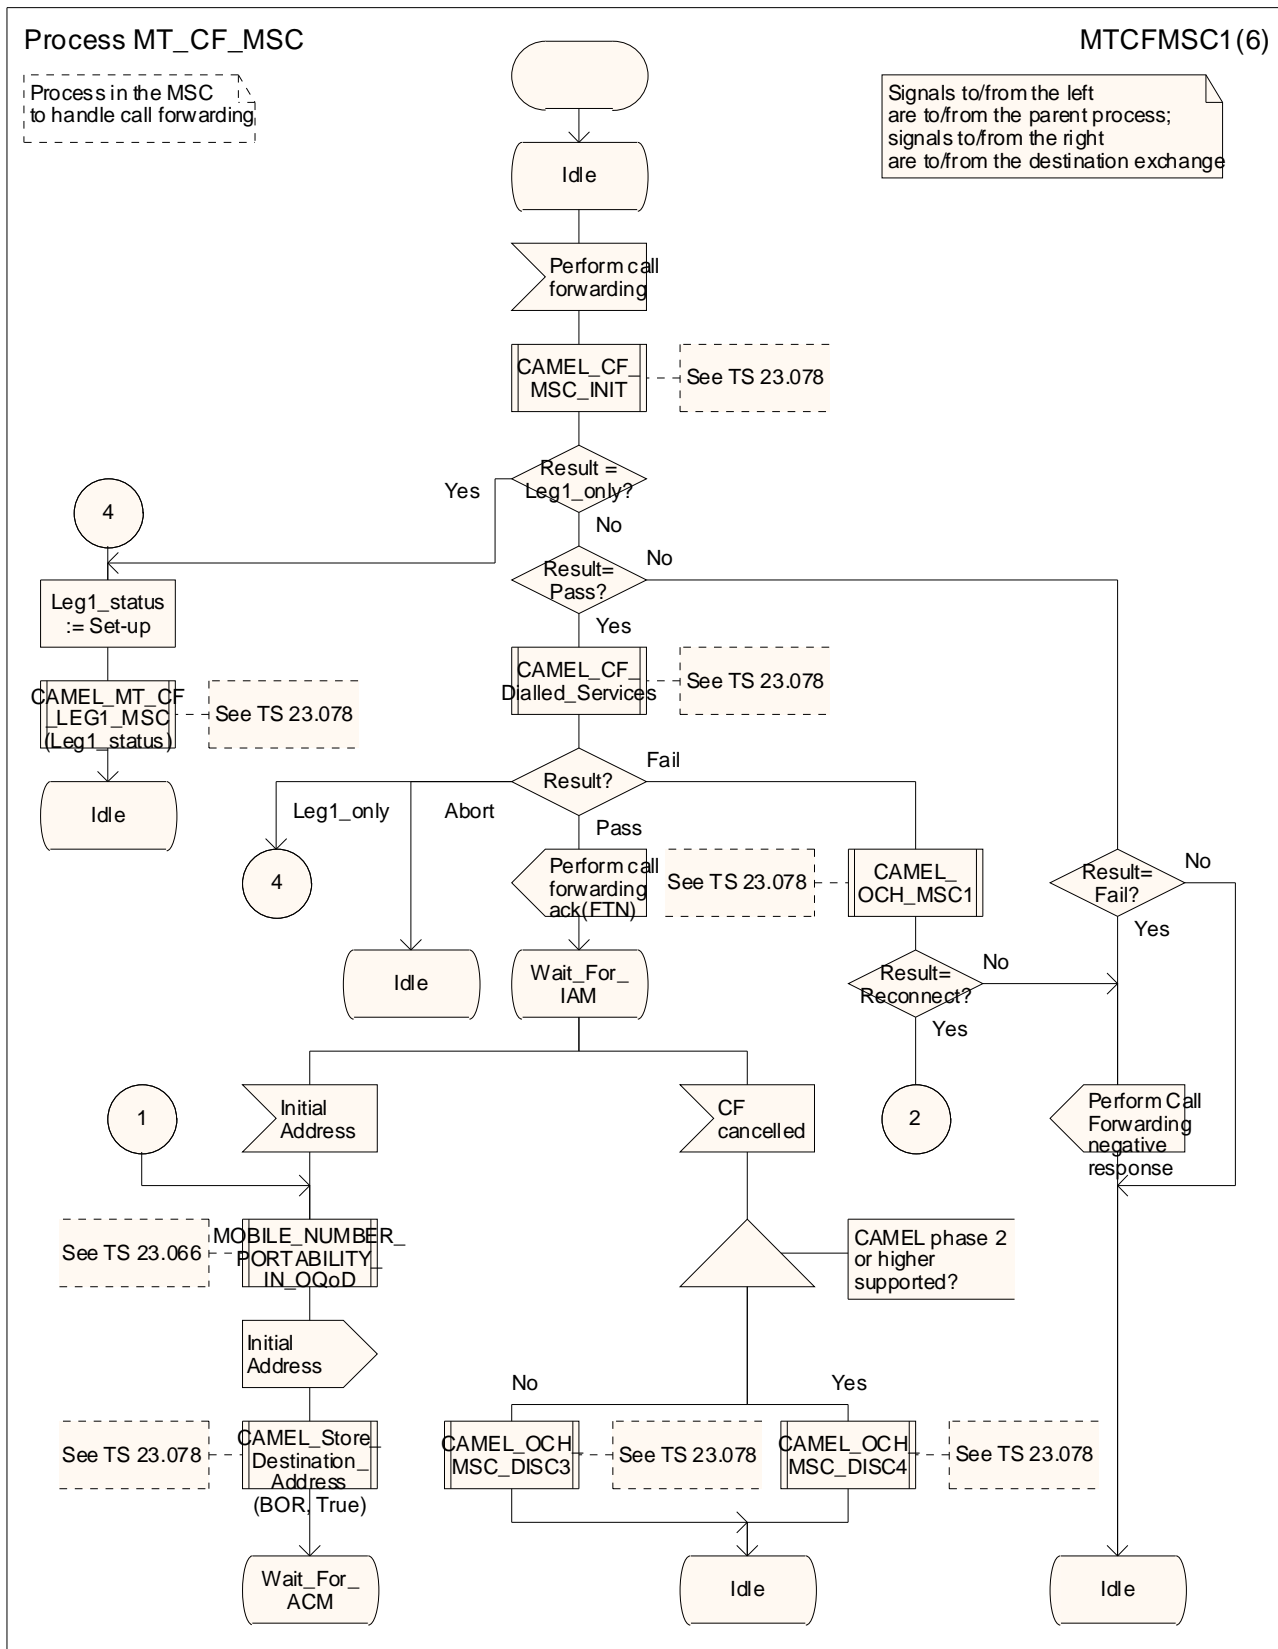 Process MT_CF_MSC
MTCFMSC1(6)
Process in the MSC
to handle call forwarding
Signals to/from the left
are to/from the parent process;
signals to/from the right
are to/from the destination exchange
Idle
Perform call
forwarding
CAMEL_CF_
MSC_INIT
See TS 23.078
Result =
Leg1_only?
Yes
No
4
Result=
Pass?
No
Yes
Leg1_status
:= Set-up
CAMEL_CF_
Dialled_Services
See TS 23.078
CAMEL_MT_CF
_LEG1_MSC
(Leg1_status)
See TS 23.078
Idle
Result?
Fail
Leg1_only
Abort
Pass
4
Perform call
forwarding
ack(FTN)
See TS 23.078
CAMEL_
OCH_MSC1
Result=
Fail?
No
Yes
Idle
Wait_For_
IAM
Result=
Reconnect?
No
Yes
1
Initial
Address
CF
cancelled
2
Perform Call
Forwarding
negative
response
See TS 23.066
MOBILE_NUMBER_
PORTABILITY_
IN_OQoD
CAMEL phase 2
or higher
supported?
Initial
Address
No
Yes
See TS 23.078
CAMEL_Store_
Destination_
Address
(BOR, True)
CAMEL_OCH_
MSC_DISC3
See TS 23.078
CAMEL_OCH_
MSC_DISC4
See TS 23.078
Wait_For_
ACM
Idle
Idle